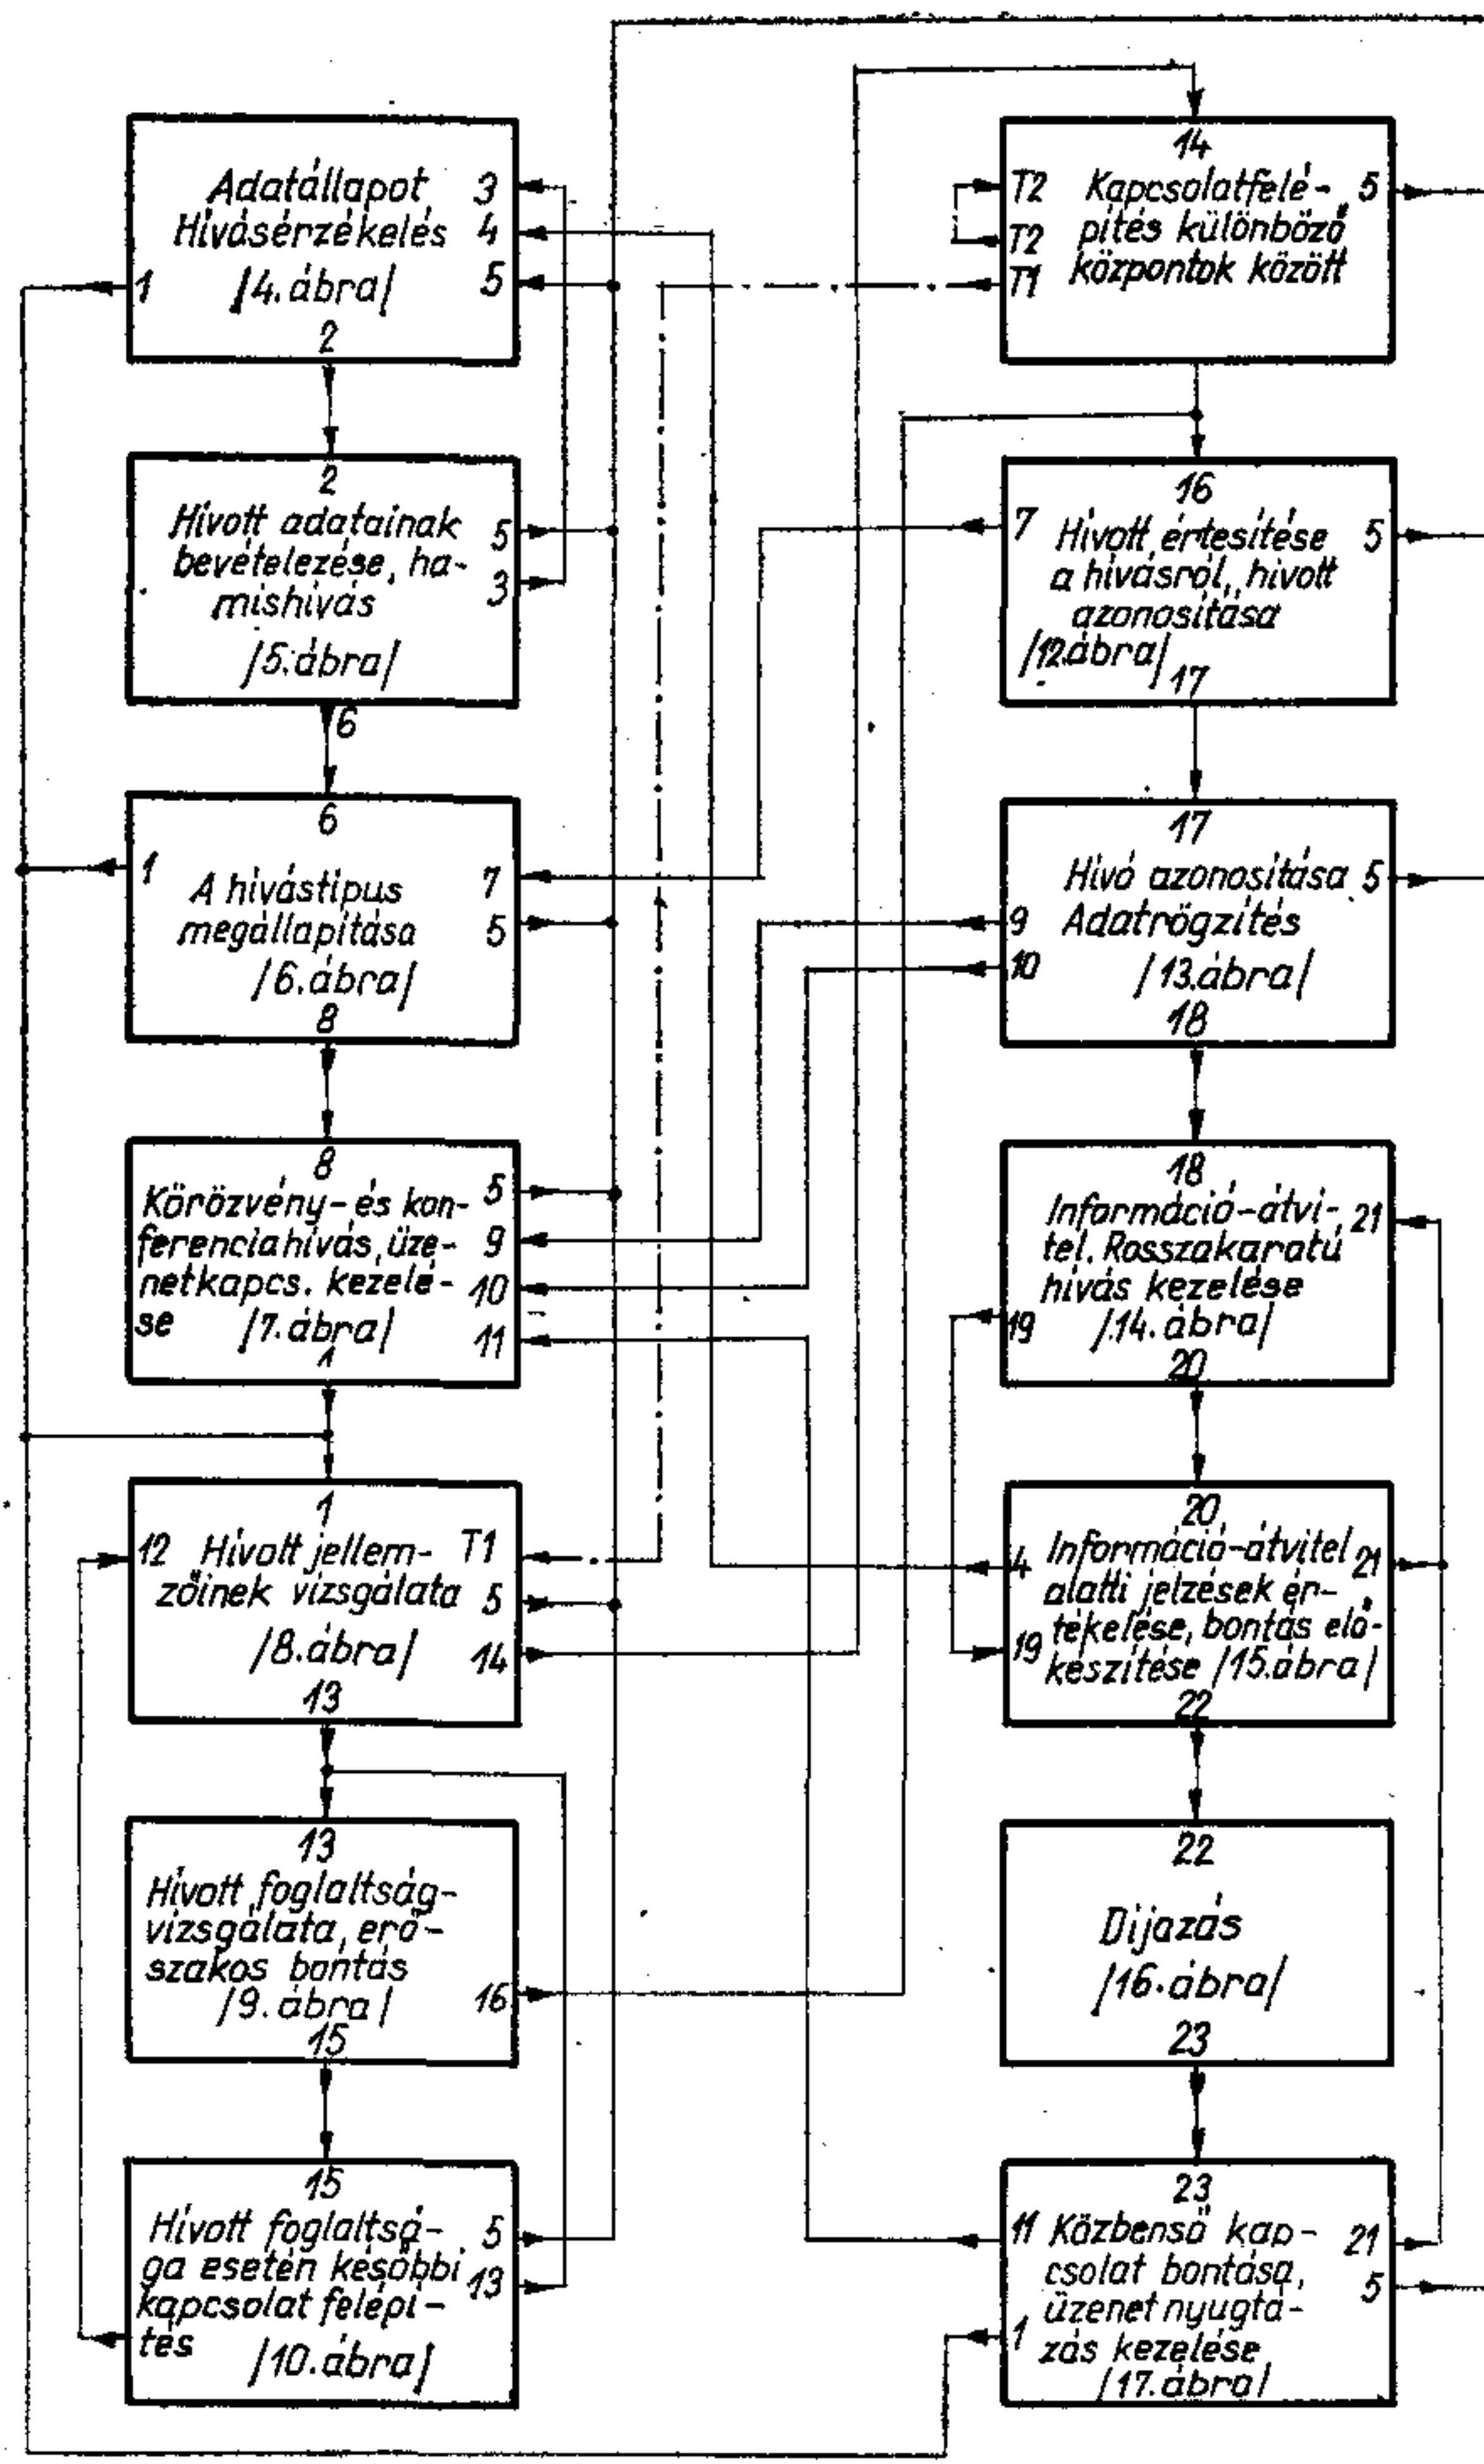 Adatállapot 3
Hívásérzékelés 4
1 /4. ábra/ 5
2
2
Hívott adatainak 5
bevételezése, ha-
mishívás 3
/5. ábra/
6
6
1 A hívástípus 7
megállapítása 5
/6. ábra/
8
8
Körözvény- és kon- 5
ferenciahívás, üze- 9
netkapcs. kezelé- 10
se /7. ábra/ 11
1
1
12 Hívott jellem- T1
zőinek vizsgálata 5
/8. ábra/ 14
13
13
Hívott foglaltság-
vizsgálata, erő-
szakos bontás
/9. ábra/ 16
15
15
Hívott foglaltsá- 5
ga esetén későbbi
kapcsolat felépí- 13
tés
/10. ábra/
14
T2 Kapcsolatfelé- 5
T2 pítés különböző
T1 központok között
16
7 Hívott értesítése 5
a hívásról, hívott
azonosítása
/12. ábra/
17
17
Hívó azonosítása 5
9 Adatrögzítés
10 /13. ábra/
18
18
Információ-átvi- 21
tel. Rosszakaratú
hívás kezelése
19 /14. ábra/
20
20
4 Információ-átvitel 21
alatti jelzések ér-
19 tékelése, bontás elő-
készítése /15. ábra/
22
22
Díjazás
/16. ábra/
23
23
11 Közbenső kap- 21
csolat bontása,
üzenet nyugtá- 5
1 zás kezelése
/17. ábra/